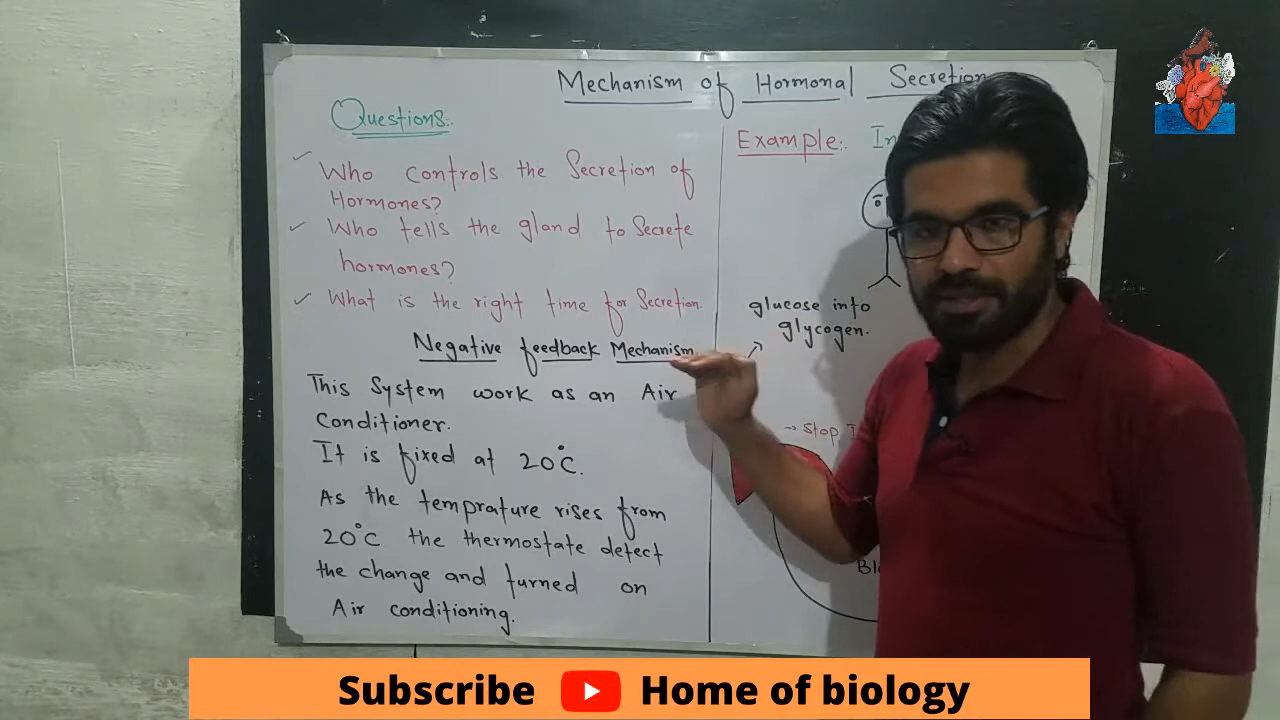 Mechanism of Hormonal Secretion
Questions:.
Who controls the Secretion of
Hormones?
Who tells the gland to Secrete
hormones?
What is the right time for Secretion.
Negative feedback Mechanism
This System work as an Air
Conditioner.
It is fixed at 20°C.
As the temprature rises from
20°C the thermostate detect
the change and turned on
Air conditioning.
Example:.
glucose into
glycogen.
→ Stop
Subscribe Home of biology